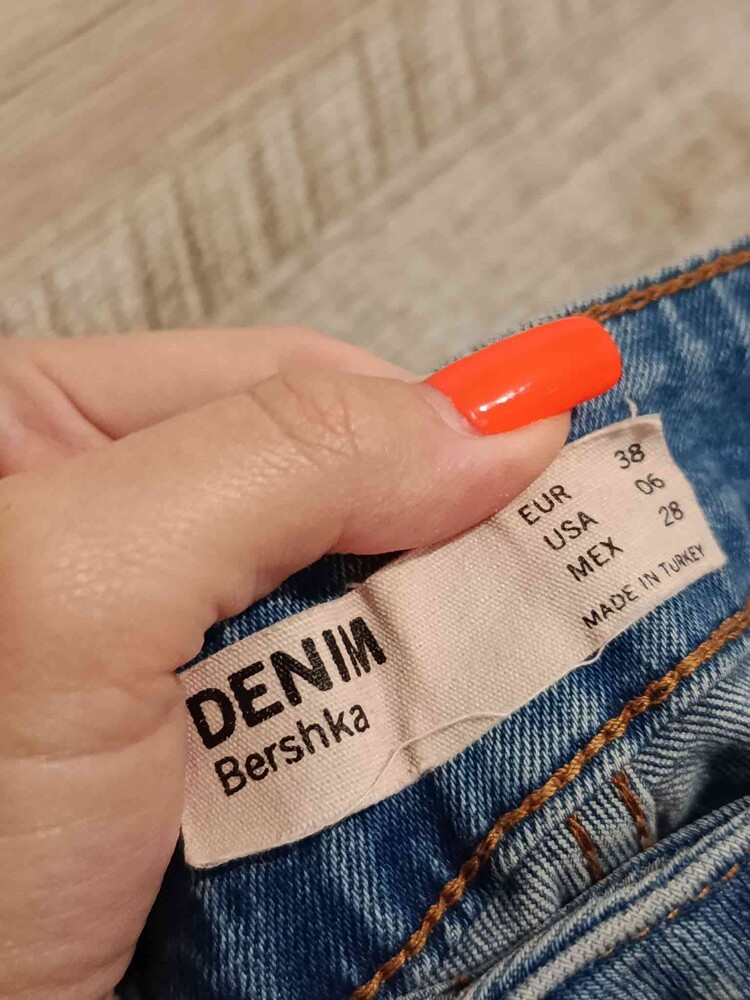 DENIM
Bershka
EUR 38
USA 06
MEX 28
MADE IN TURKEY